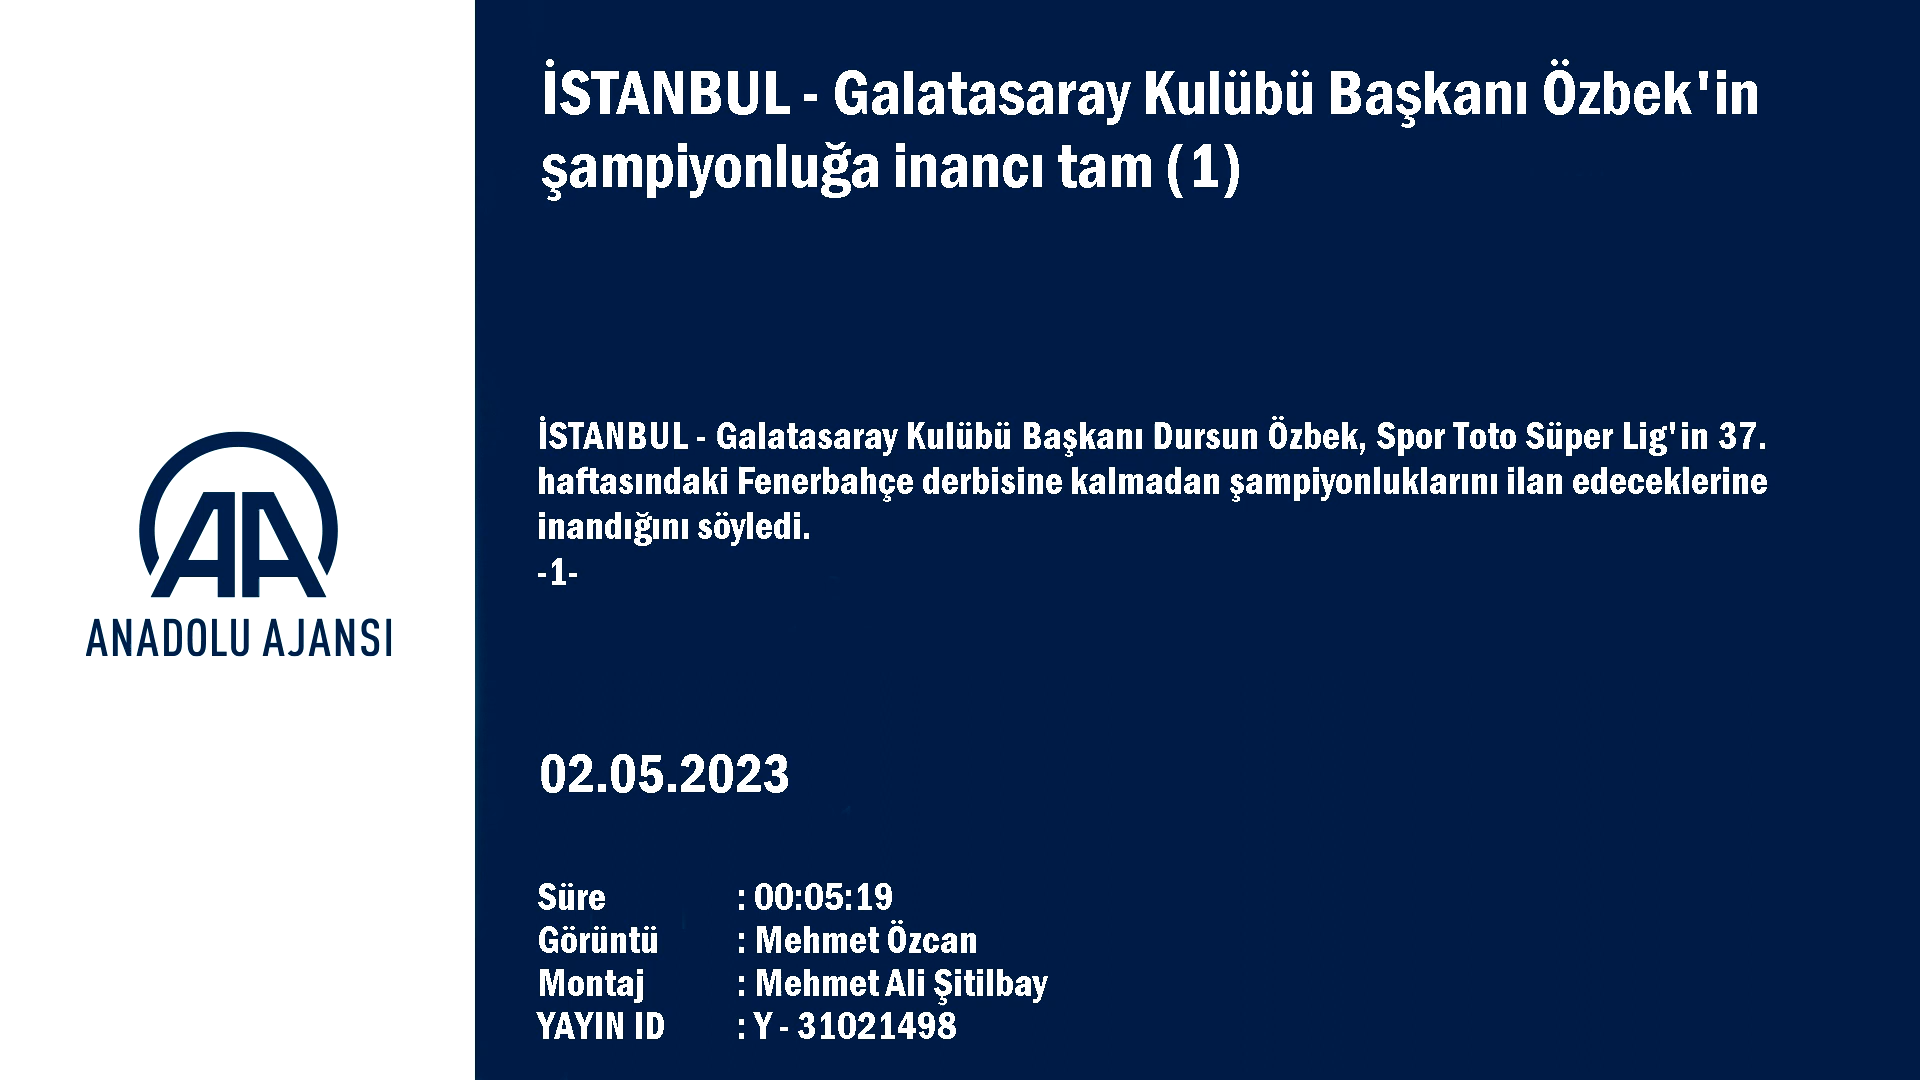 İSTANBUL - Galatasaray Kulübü Başkanı Özbek'in
şampiyonluğa inancı tam (1)
İSTANBUL - Galatasaray Kulübü Başkanı Dursun Özbek, Spor Toto Süper Lig'in 37.
haftasındaki Fenerbahçe derbisine kalmadan şampiyonluklarını ilan edeceklerine
inandığını söyledi.
-1-
AA
ANADOLU AJANSI
02.05.2023
Süre : 00:05:19
Görüntü : Mehmet Özcan
Montaj : Mehmet Ali Şitilbay
YAYIN ID : Y - 31021498